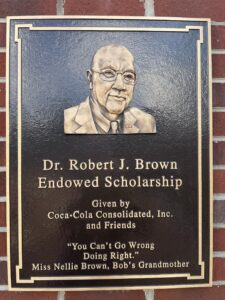 Dr. Robert J. Brown
Endowed Scholarship
Given by
Coca-Cola Consolidated, Inc.
and Friends
"You Can't Go Wrong
Doing Right."
Miss Nellie Brown, Bob's Grandmother